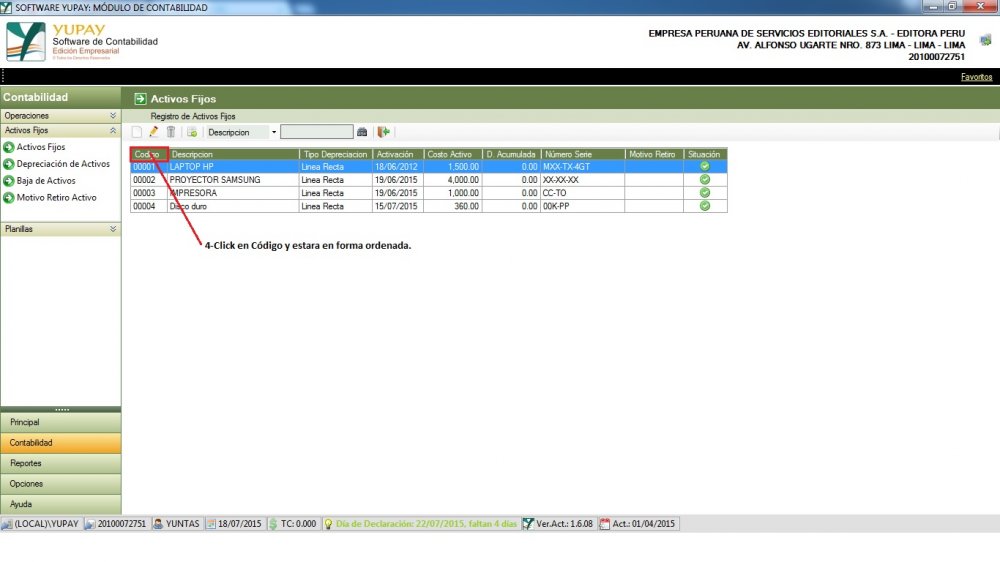 SOFTWARE YUPAY: MÓDULO DE CONTABILIDAD
YUPAY
Software de Contabilidad
Edición Empresarial
EMPRESA PERUANA DE SERVICIOS EDITORIALES S.A. - EDITORA PERU
AV. ALFONSO UGARTE NRO. 873 LIMA - LIMA - LIMA
20100072751
Favoritos
Contabilidad
Activos Fijos
Operaciones
Registro de Activos Fijos
Activos Fijos
Descripcion
Activos Fijos
Depreciación de Activos
Baja de Activos
Motivo Retiro Activo
Planillas
Codigo Descripcion Tipo Depreciacion Activación Costo Activo D. Acumulada Número Serie Motivo Retiro Situación
00001 LAPTOP HP Linea Recta 18/06/2012 1,500.00 0.00 MXX-TX-4GT
00002 PROYECTOR SAMSUNG Linea Recta 19/06/2015 4,000.00 0.00 XX-XX-XX
00003 IMPRESORA Linea Recta 19/06/2015 1,000.00 0.00 CC-TO
00004 Disco duro Linea Recta 15/07/2015 360.00 0.00 00K-PP
4-Click en Código y estara en forma ordenada.
Principal
Contabilidad
Reportes
Opciones
Ayuda
(LOCAL)\YUPAY 20100072751 YUNTAS 18/07/2015 TC: 0.000 Día de Declaración: 22/07/2015, faltan 4 días Ver.Act.: 1.6.08 Act.: 01/04/2015